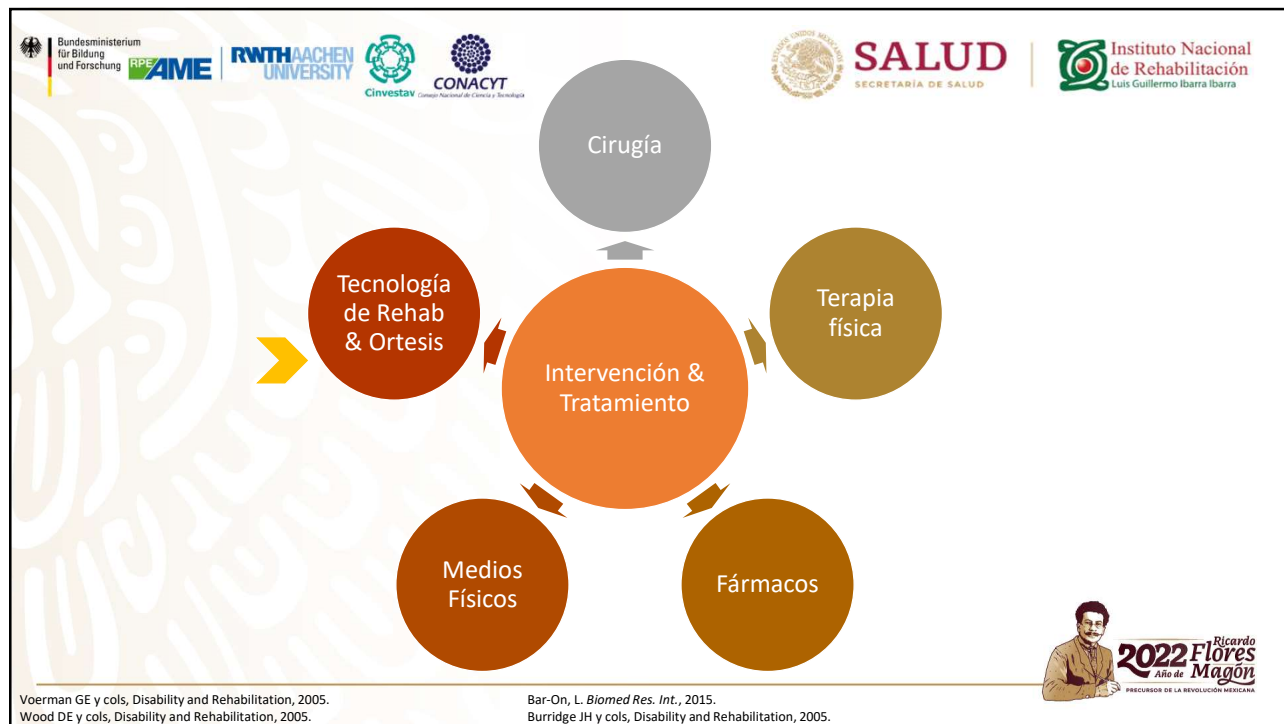 Bundesministerium
für Bildung
und Forschung
RPE AME
RWTHAACHEN
UNIVERSITY
Cinvestav
CONACYT
Consejo Nacional de Ciencia y Tecnología
ESTADOS UNIDOS MEXICANOS
SALUD
SECRETARÍA DE SALUD
Instituto Nacional
de Rehabilitación
Luis Guillermo Ibarra Ibarra
Cirugía
Tecnología
de Rehab
& Ortesis
Terapia
física
Intervención &
Tratamiento
Medios
Físicos
Fármacos
2022 Ricardo
Año de Flores
Magón
PRECURSOR DE LA REVOLUCIÓN MEXICANA
Voerman GE y cols, Disability and Rehabilitation, 2005.
Wood DE y cols, Disability and Rehabilitation, 2005.
Bar-On, L. Biomed Res. Int., 2015.
Burridge JH y cols, Disability and Rehabilitation, 2005.